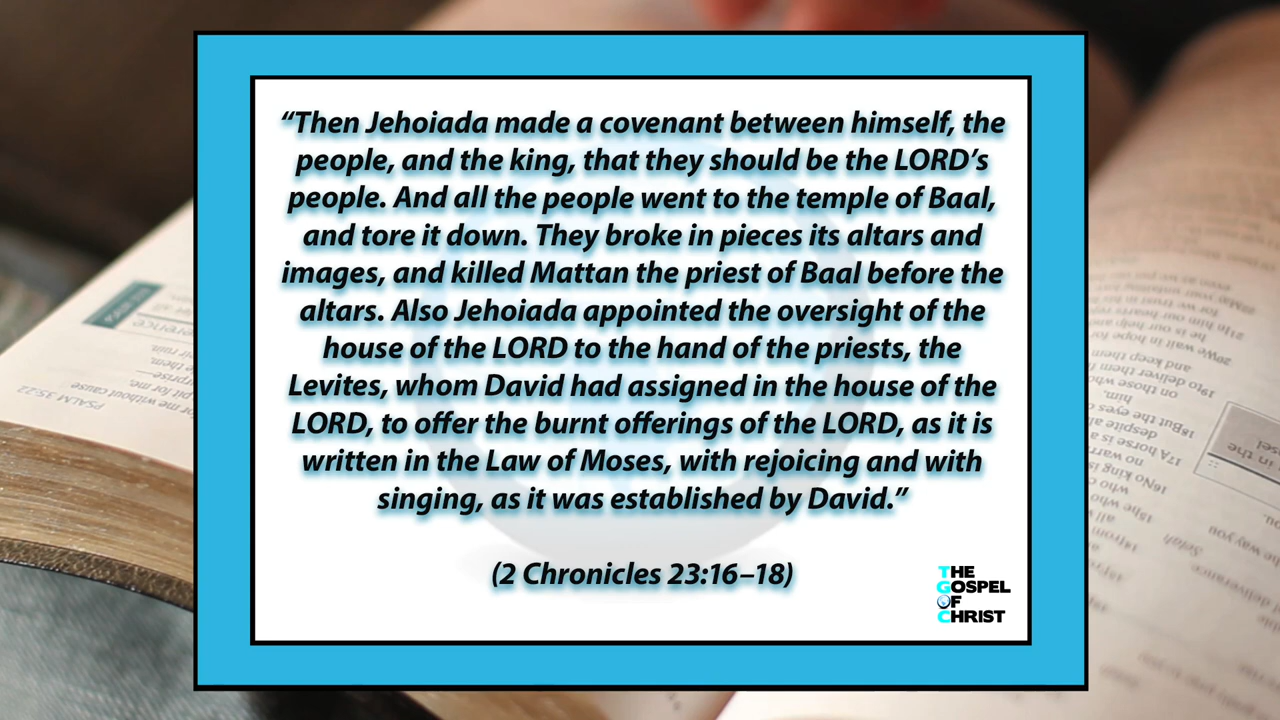 “Then Jehoiada made a covenant between himself, the
people, and the king, that they should be the LORD’s
people. And all the people went to the temple of Baal,
and tore it down. They broke in pieces its altars and
images, and killed Mattan the priest of Baal before the
altars. Also Jehoiada appointed the oversight of the
house of the LORD to the hand of the priests, the
Levites, whom David had assigned in the house of the
LORD, to offer the burnt offerings of the LORD, as it is
written in the Law of Moses, with rejoicing and with
singing, as it was established by David.”
(2 Chronicles 23:16–18)
THE
GOSPEL
OF
CHRIST
PSALM 35:22